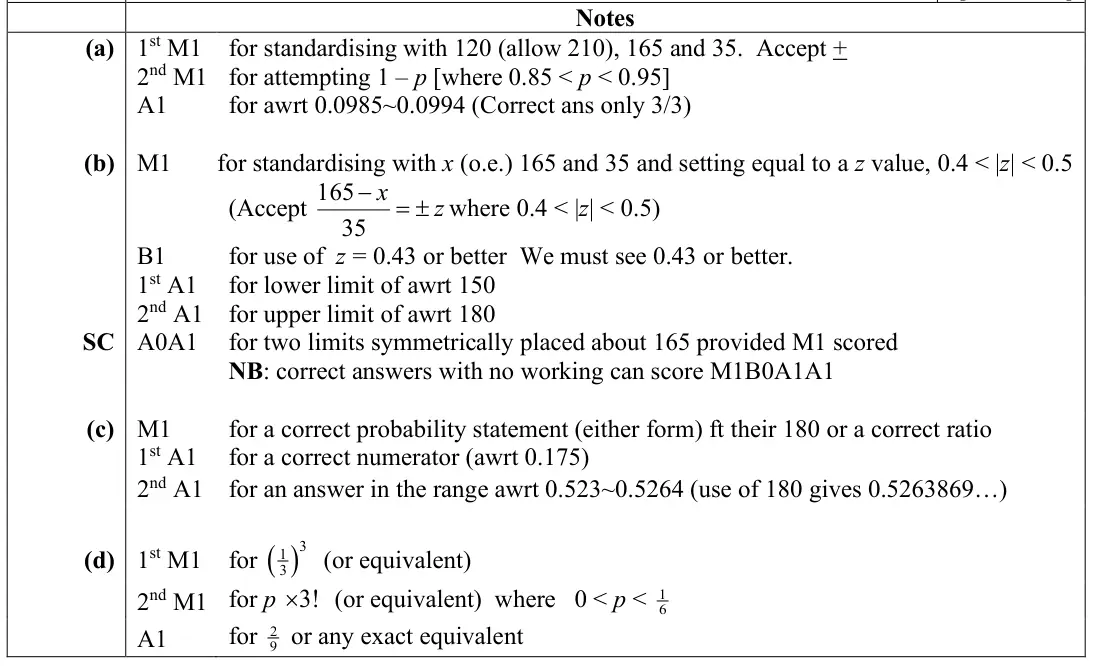 Notes
(a) 1st M1 for standardising with 120 (allow 210), 165 and 35. Accept ±
2nd M1 for attempting 1 – p [where 0.85 < p < 0.95]
A1 for awrt 0.0985~0.0994 (Correct ans only 3/3)
(b) M1 for standardising with x (o.e.) 165 and 35 and setting equal to a z value, 0.4 < |z| < 0.5
(Accept (165 − x)/35 = ± z where 0.4 < |z| < 0.5)
B1 for use of z = 0.43 or better We must see 0.43 or better.
1st A1 for lower limit of awrt 150
2nd A1 for upper limit of awrt 180
SC A0A1 for two limits symmetrically placed about 165 provided M1 scored
NB: correct answers with no working can score M1B0A1A1
(c) M1 for a correct probability statement (either form) ft their 180 or a correct ratio
1st A1 for a correct numerator (awrt 0.175)
2nd A1 for an answer in the range awrt 0.523~0.5264 (use of 180 gives 0.5263869…)
(d) 1st M1 for (1/3)³ (or equivalent)
2nd M1 for p ×3! (or equivalent) where 0 < p < 1/6
A1 for 2/9 or any exact equivalent